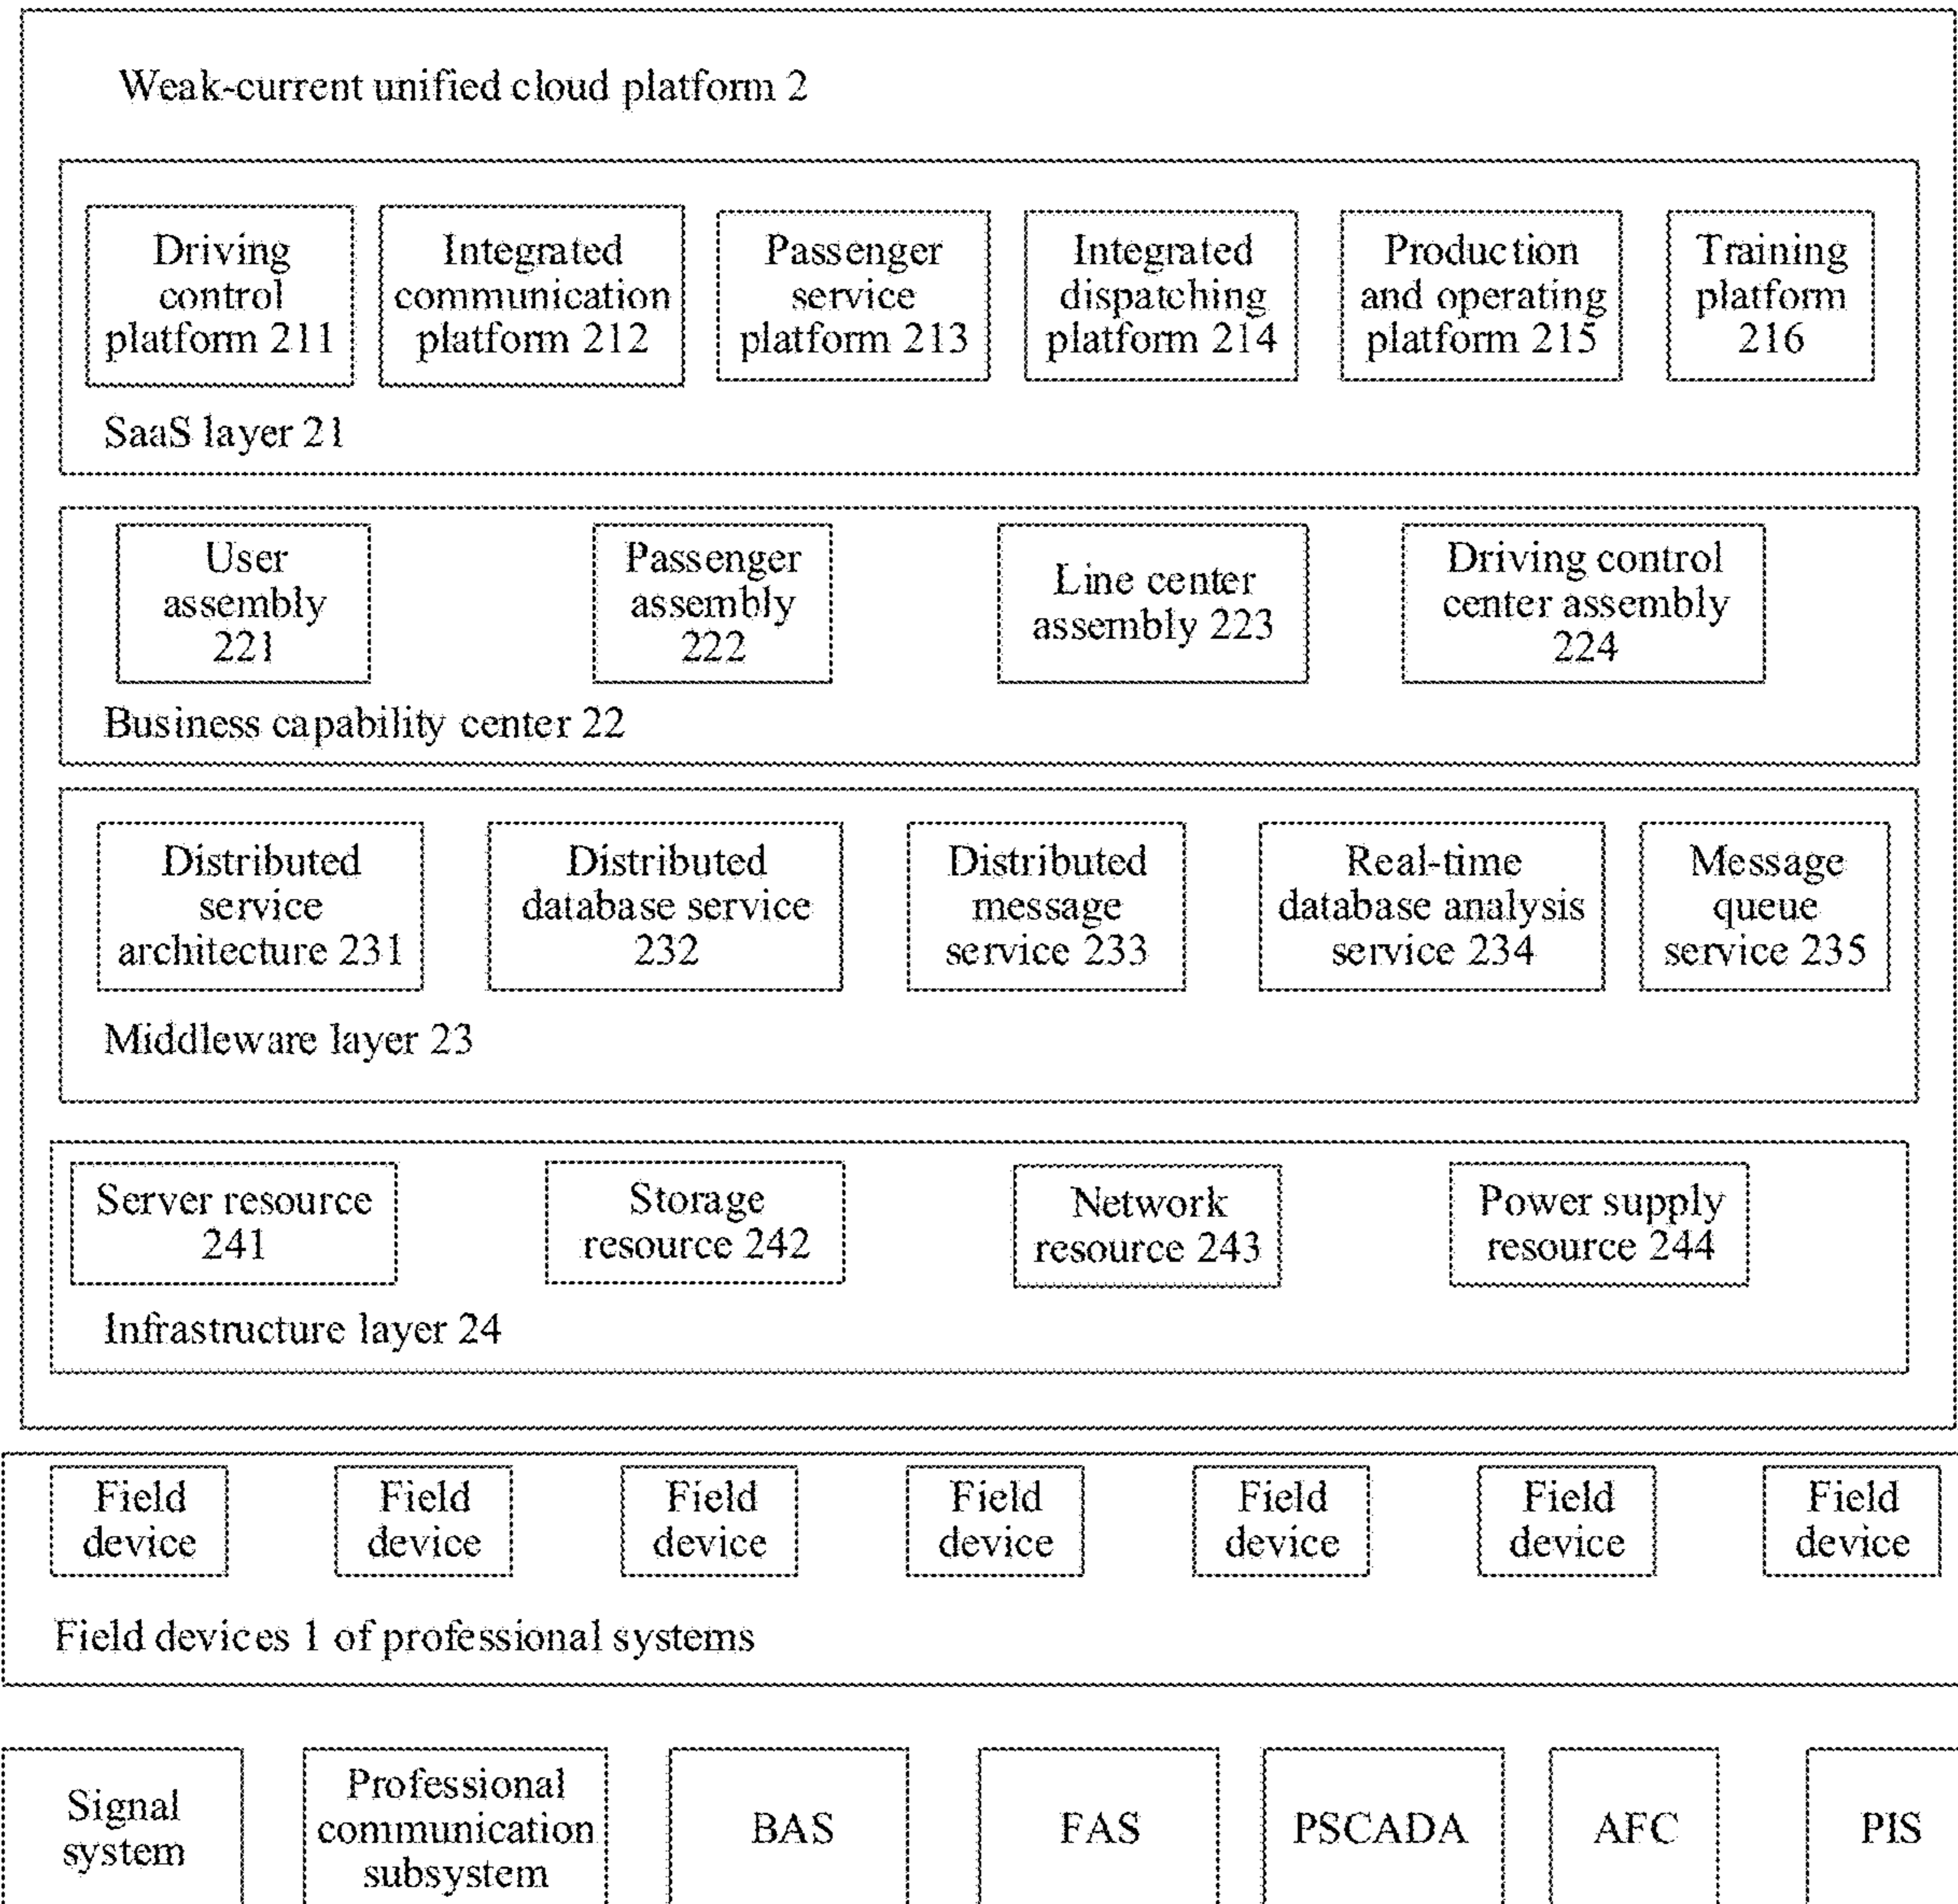 Weak-current unified cloud platform 2
Driving
control
platform 211
Integrated
communication
platform 212
Passenger
service
platform 213
Integrated
dispatching
platform 214
Production
and operating
platform 215
Training
platform
216
SaaS layer 21
User
assembly
221
Passenger
assembly
222
Line center
assembly 223
Driving control
center assembly
224
Business capability center 22
Distributed
service
architecture 231
Distributed
database service
232
Distributed
message
service 233
Real-time
database analysis
service 234
Message
queue
service 235
Middleware layer 23
Server resource
241
Storage
resource 242
Network
resource 243
Power supply
resource 244
Infrastructure layer 24
Field
device
Field
device
Field
device
Field
device
Field
device
Field
device
Field
device
Field devices 1 of professional systems
Signal
system
Professional
communication
subsystem
BAS
FAS
PSCADA
AFC
PIS